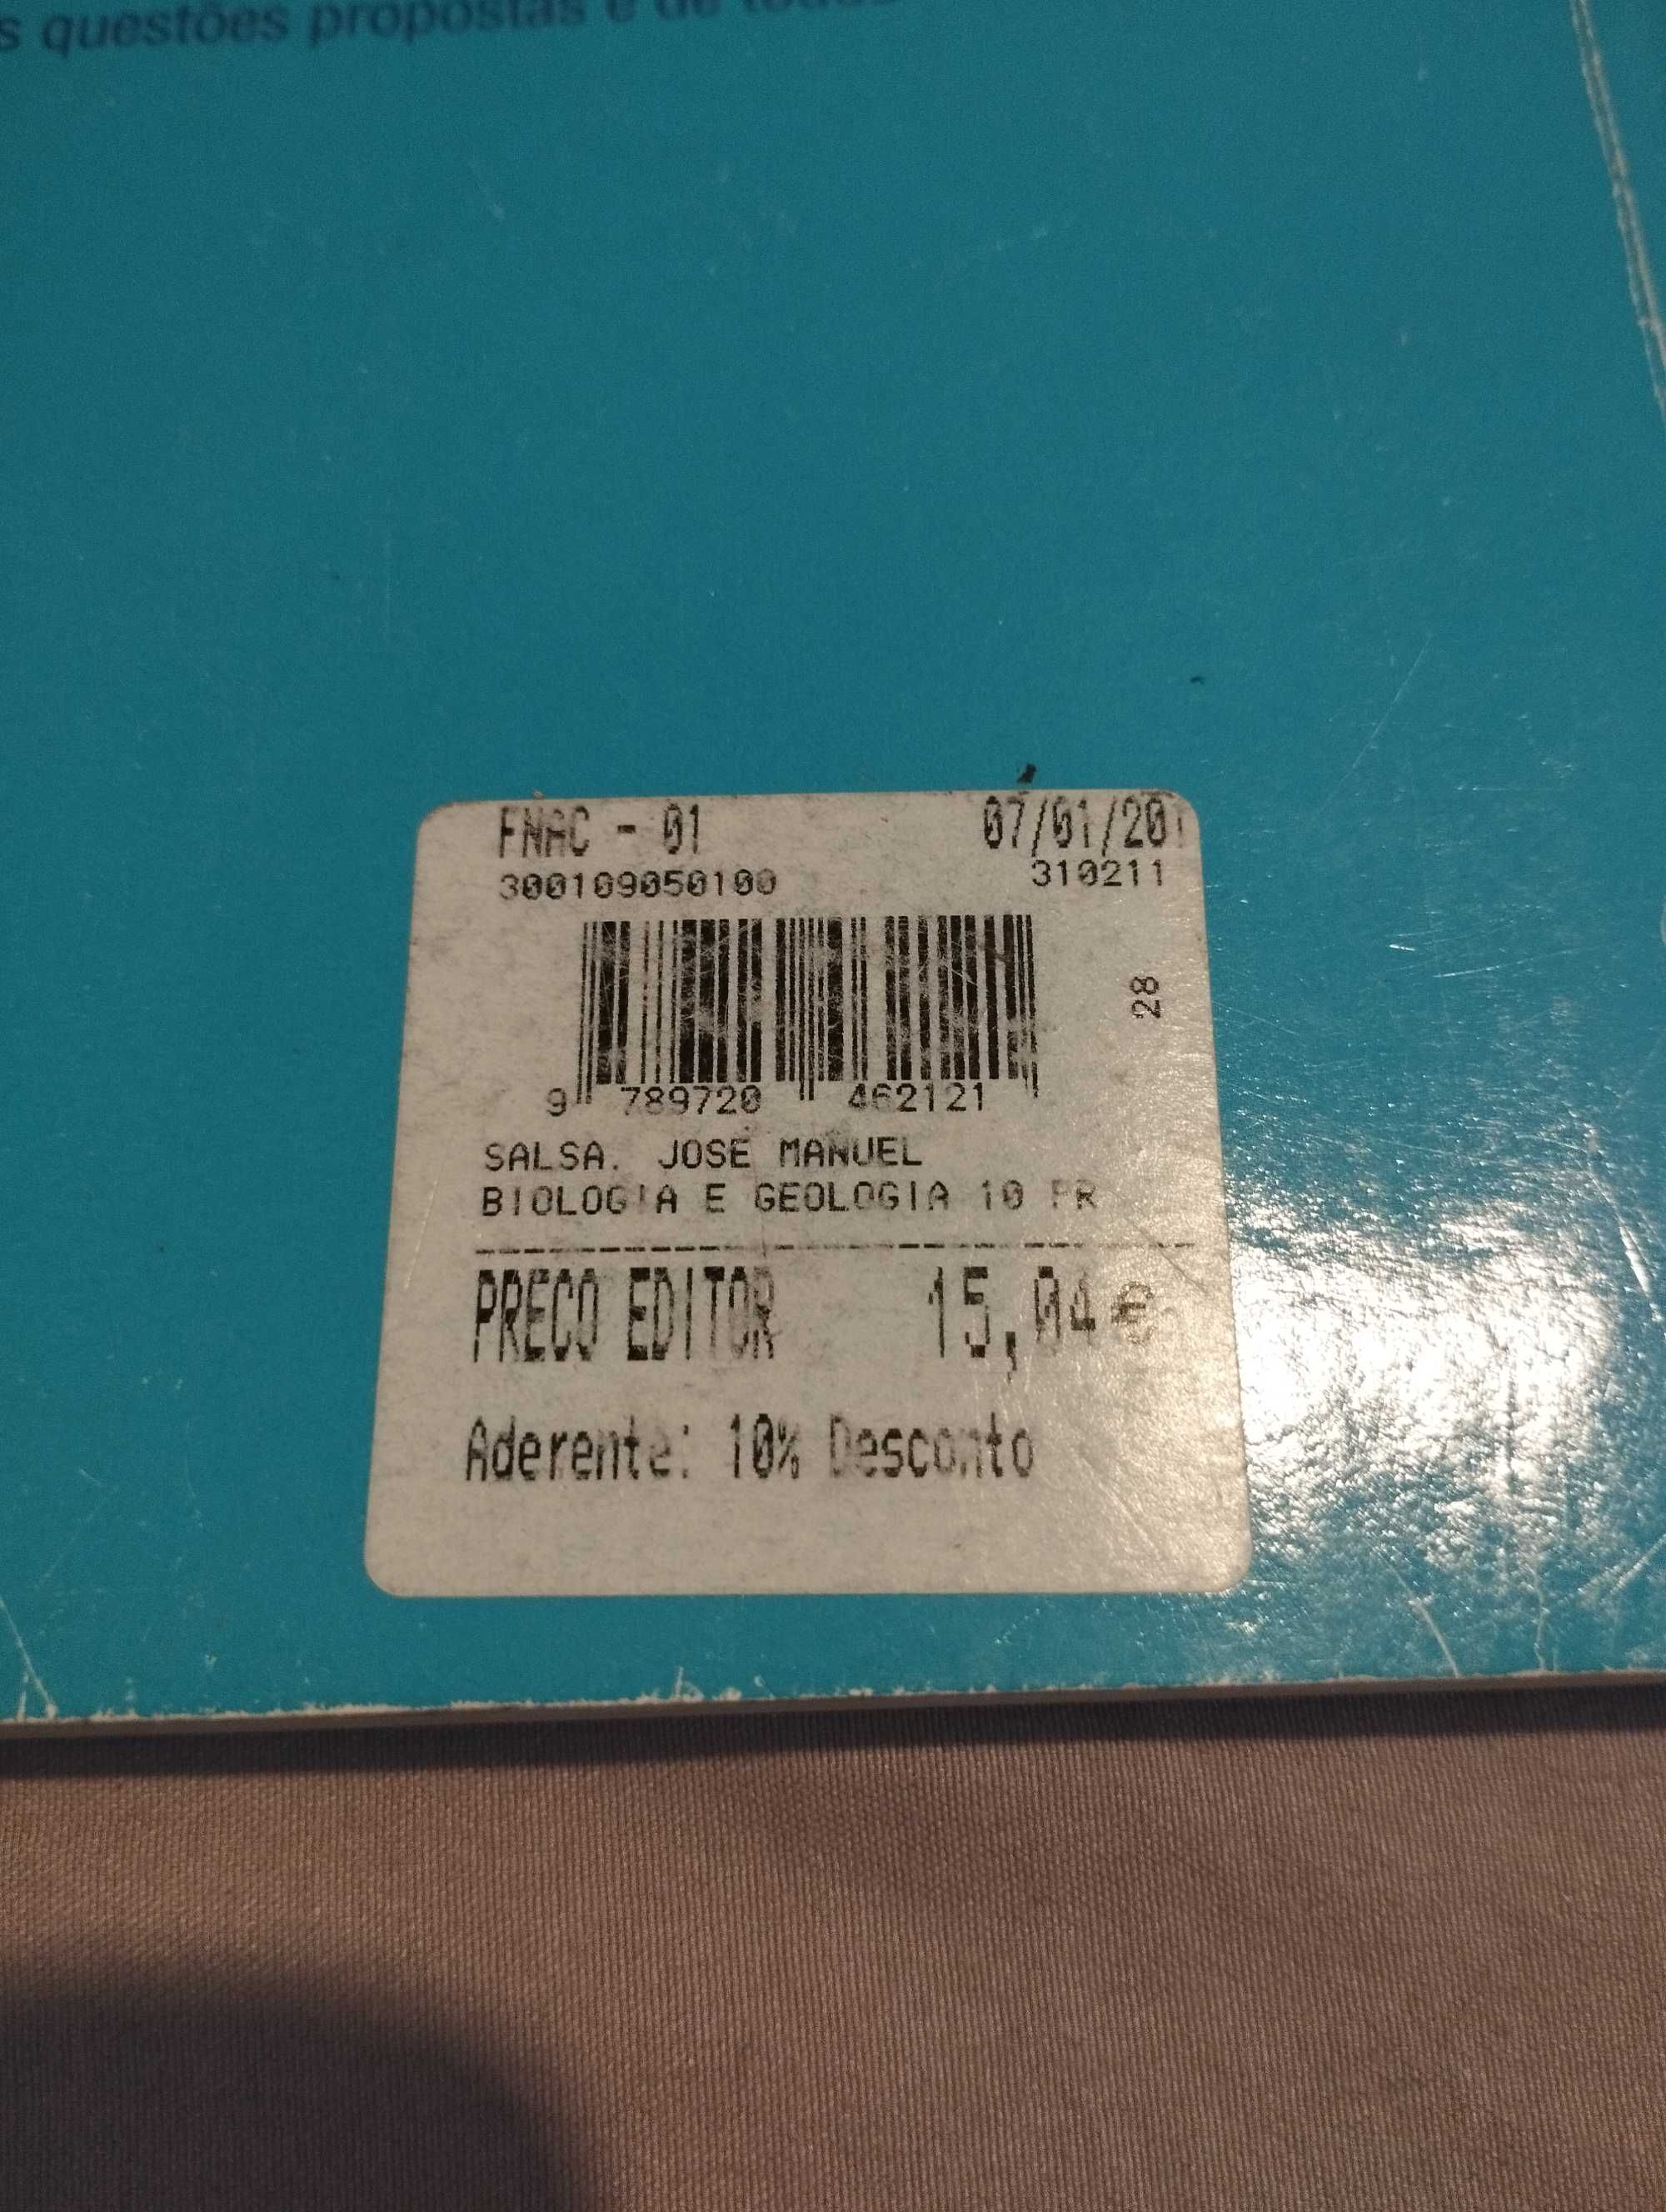 s questões propostas e de todas
FNAC - 01 07/01/201
300109050100 310211
28
9 789720 462121
SALSA. JOSE MANUEL
BIOLOGIA E GEOLOGIA 10 PR
PRECO EDITOR 15,04€
Aderente: 10% Desconto